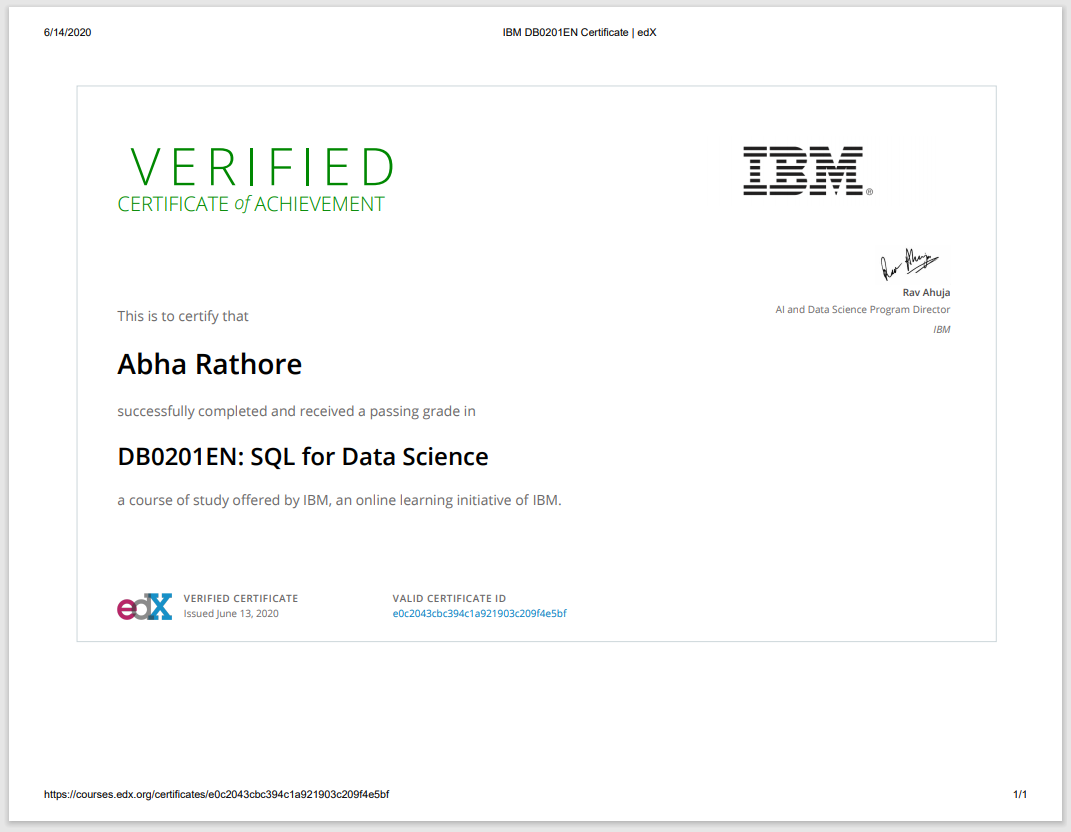 6/14/2020
IBM DB0201EN Certificate | edX
VERIFIED
CERTIFICATE of ACHIEVEMENT
IBM®
Rav Ahuja
Rav Ahuja
AI and Data Science Program Director
IBM
This is to certify that
Abha Rathore
successfully completed and received a passing grade in
DB0201EN: SQL for Data Science
a course of study offered by IBM, an online learning initiative of IBM.
edX
VERIFIED CERTIFICATE
Issued June 13, 2020
VALID CERTIFICATE ID
e0c2043cbc394c1a921903c209f4e5bf
https://courses.edx.org/certificates/e0c2043cbc394c1a921903c209f4e5bf
1/1